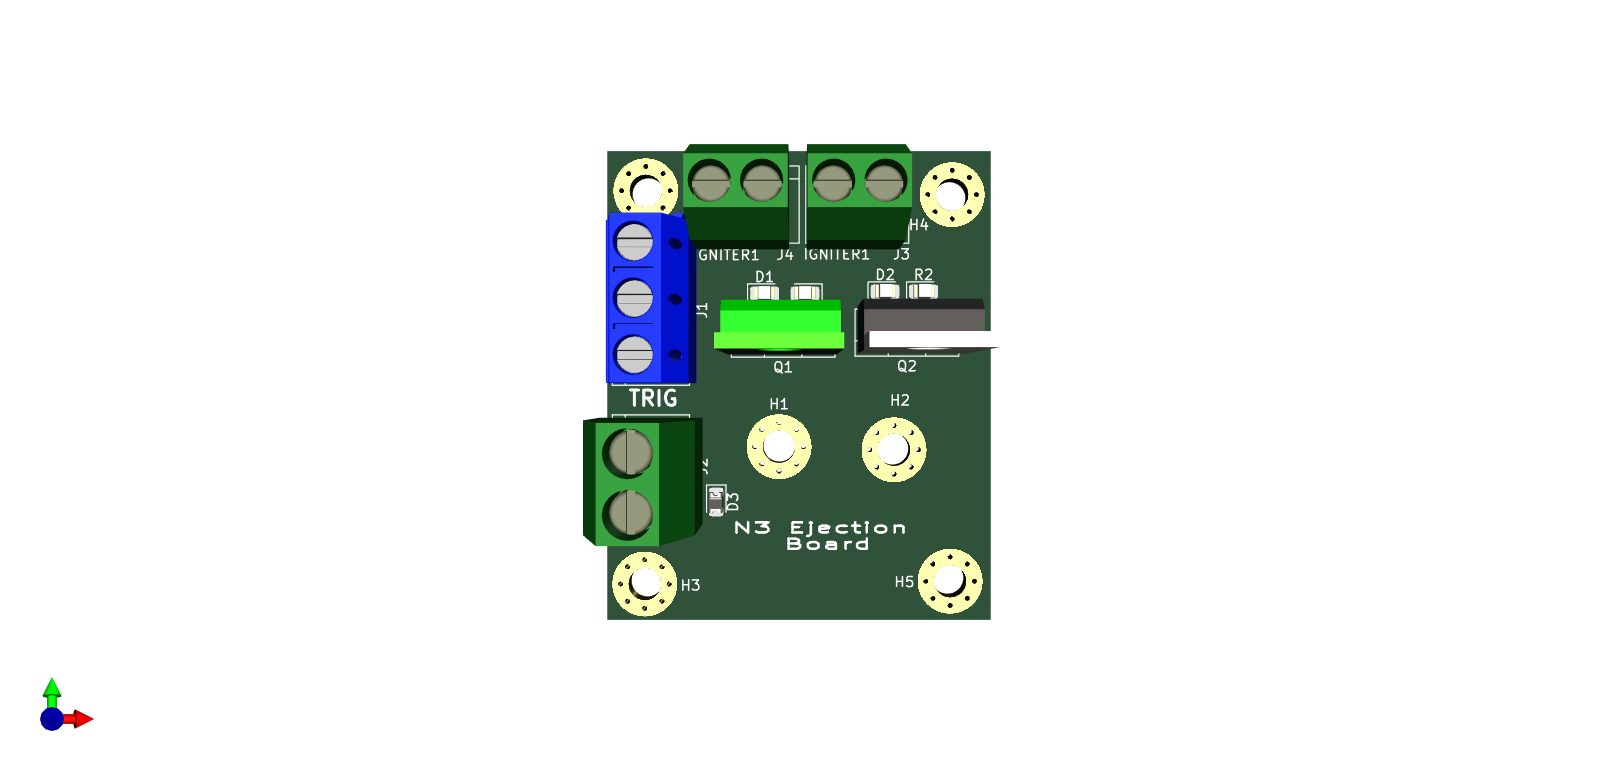 H4
GNITER1 J4 IGNITER1 J3
D1 D2 R2
J1
Q1 Q2
TRIG
H1 H2
J2
D3
N3 Ejection
Board
H3 H5